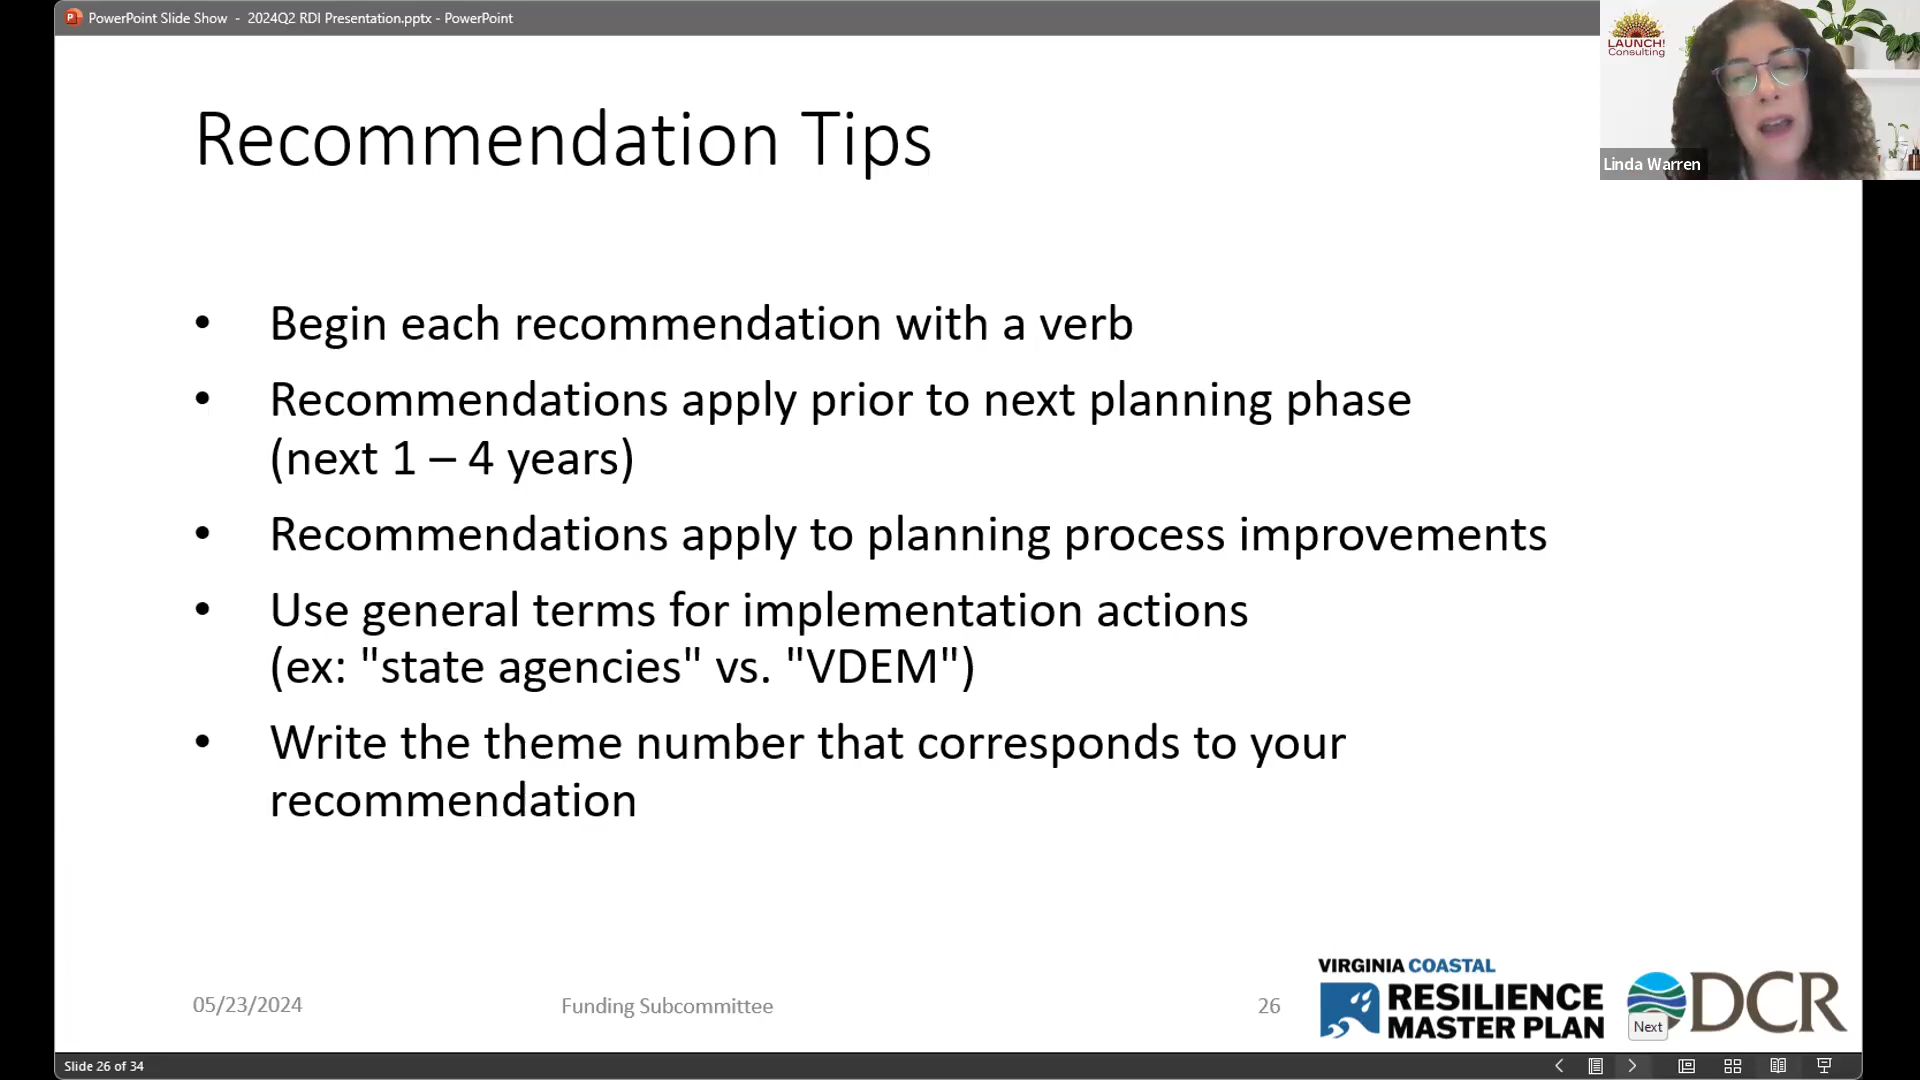 PowerPoint Slide Show - 2024Q2 RDI Presentation.pptx - PowerPoint
LAUNCH!
Consulting
Linda Warren
Recommendation Tips
• Begin each recommendation with a verb
• Recommendations apply prior to next planning phase
(next 1 – 4 years)
• Recommendations apply to planning process improvements
• Use general terms for implementation actions
(ex: "state agencies" vs. "VDEM")
• Write the theme number that corresponds to your
recommendation
05/23/2024
Funding Subcommittee
26
VIRGINIA COASTAL
RESILIENCE
MASTER PLAN
DCR
Next
Slide 26 of 34